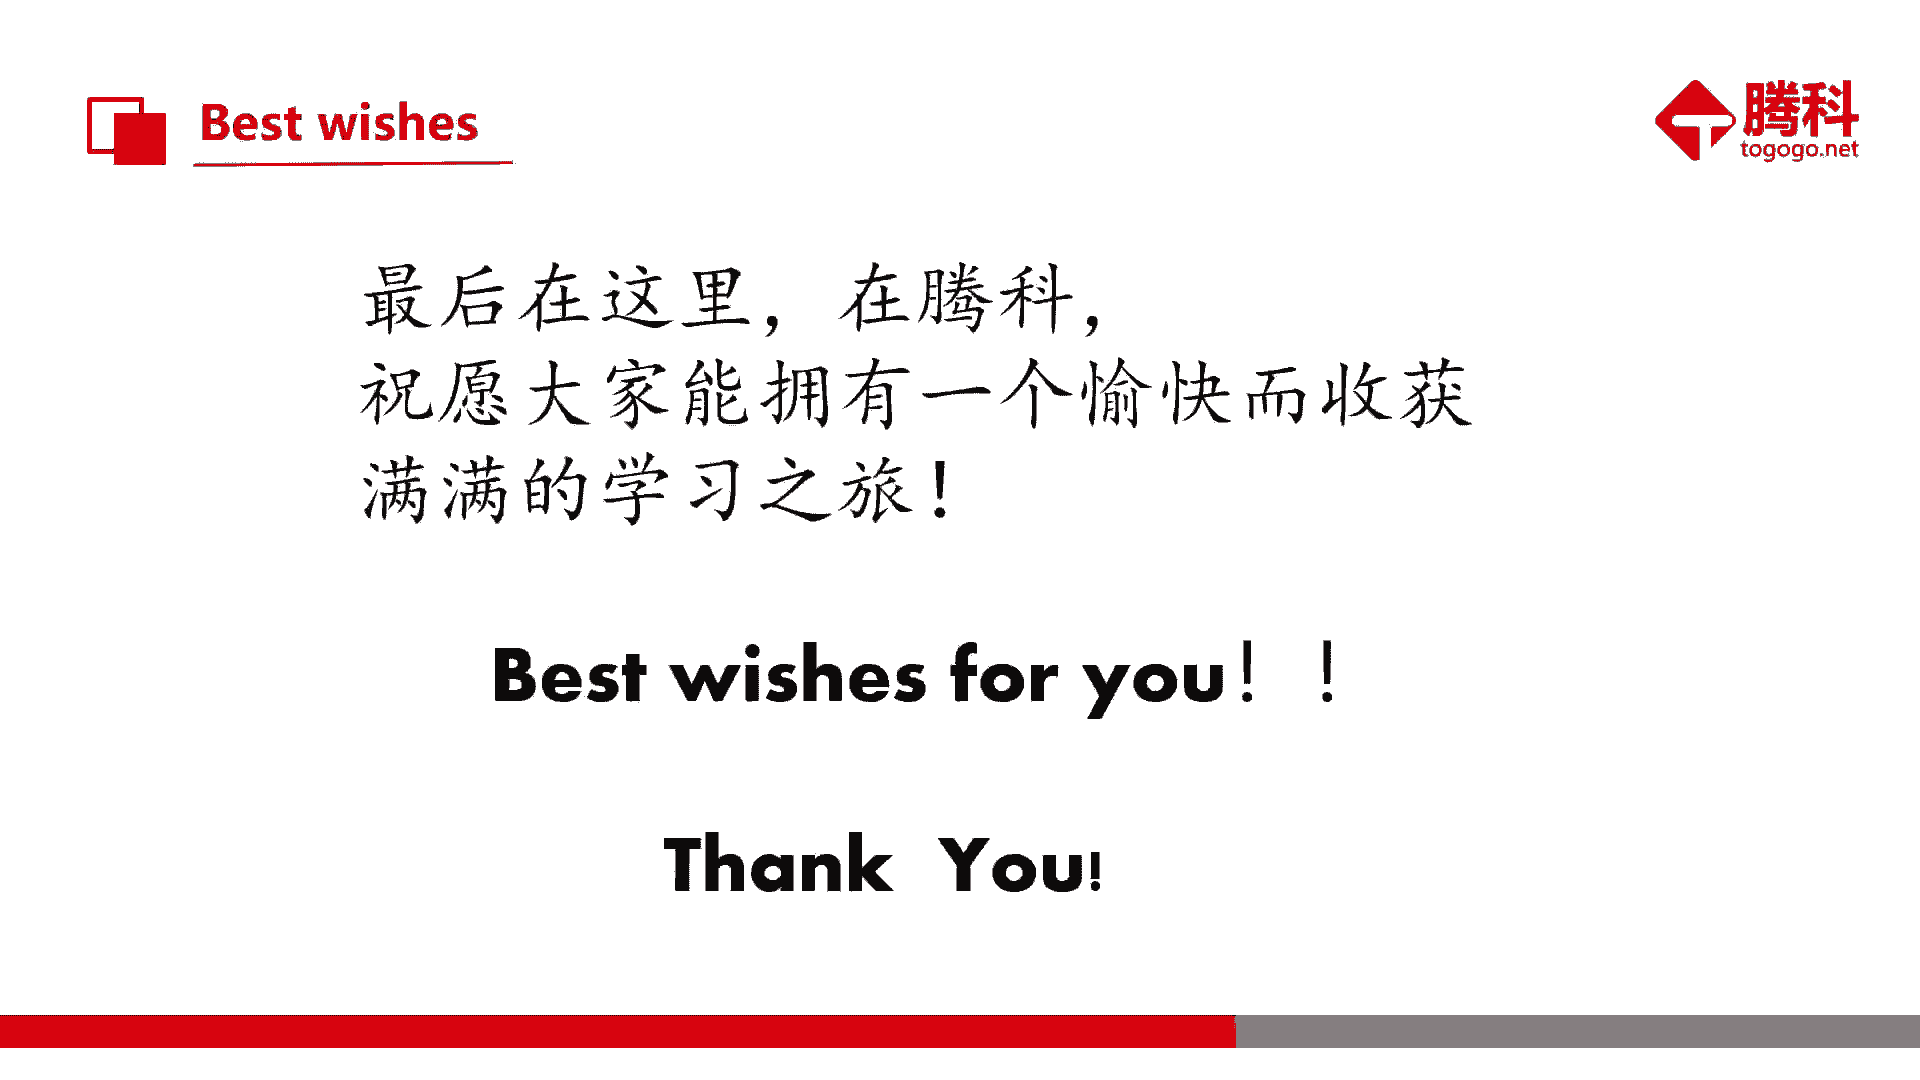 Best wishes
腾科
togogo.net
最后在这里，在腾科，
祝愿大家能拥有一个愉快而收获
满满的学习之旅！
Best wishes for you！！
Thank  You!